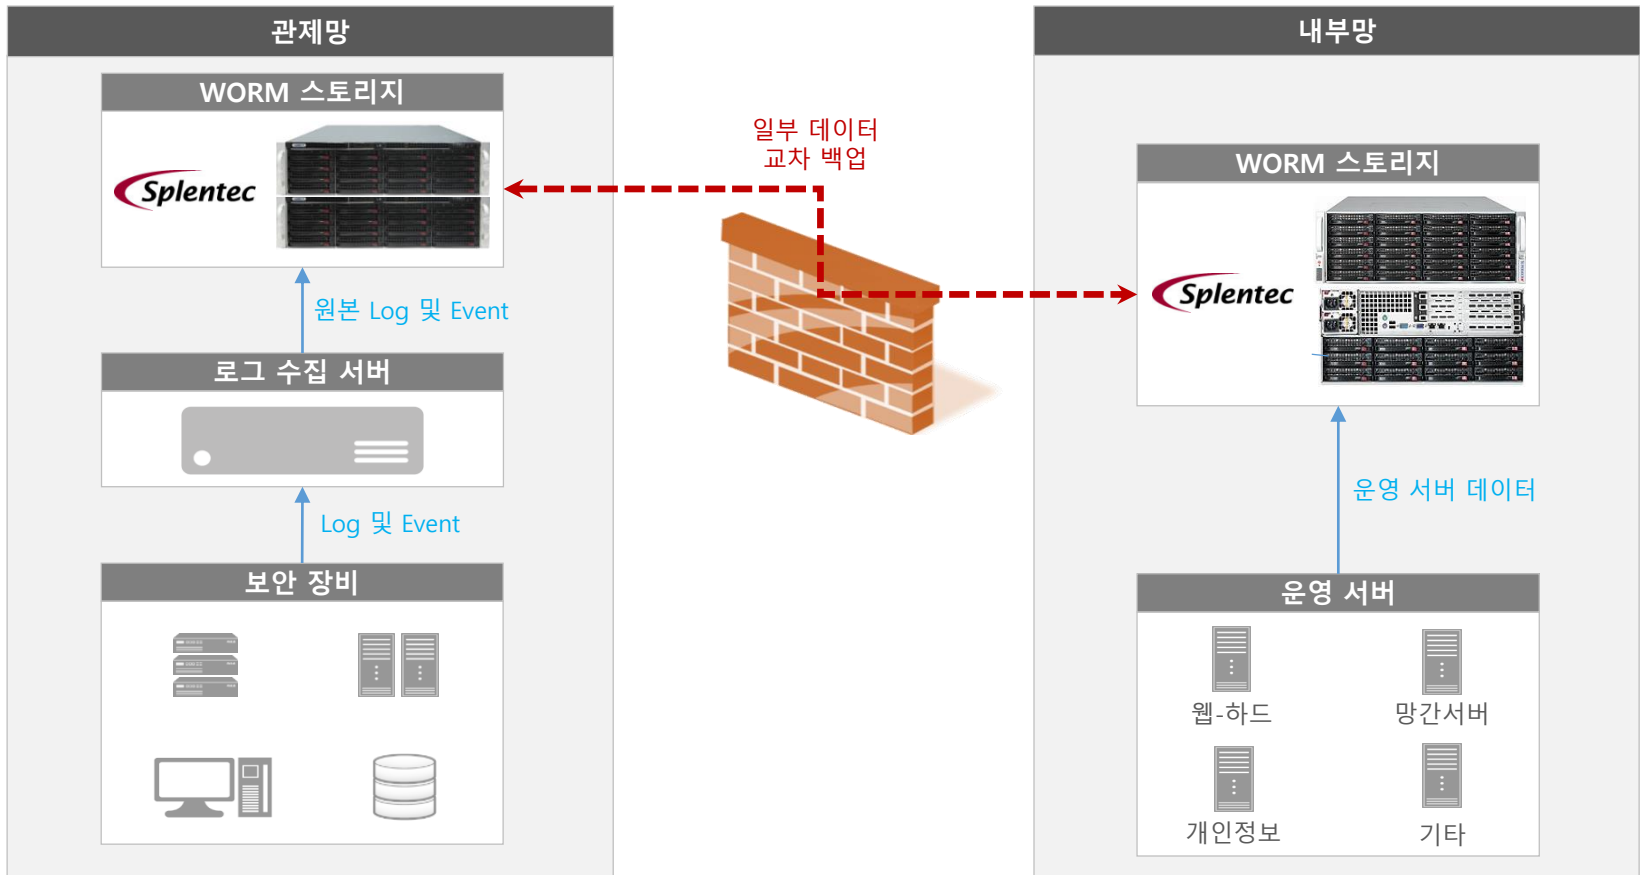 관제망
WORM 스토리지
Splentec
원본 Log 및 Event
로그 수집 서버
Log 및 Event
보안 장비
일부 데이터
교차 백업
내부망
WORM 스토리지
Splentec
운영 서버 데이터
운영 서버
웹-하드
망간서버
개인정보
기타